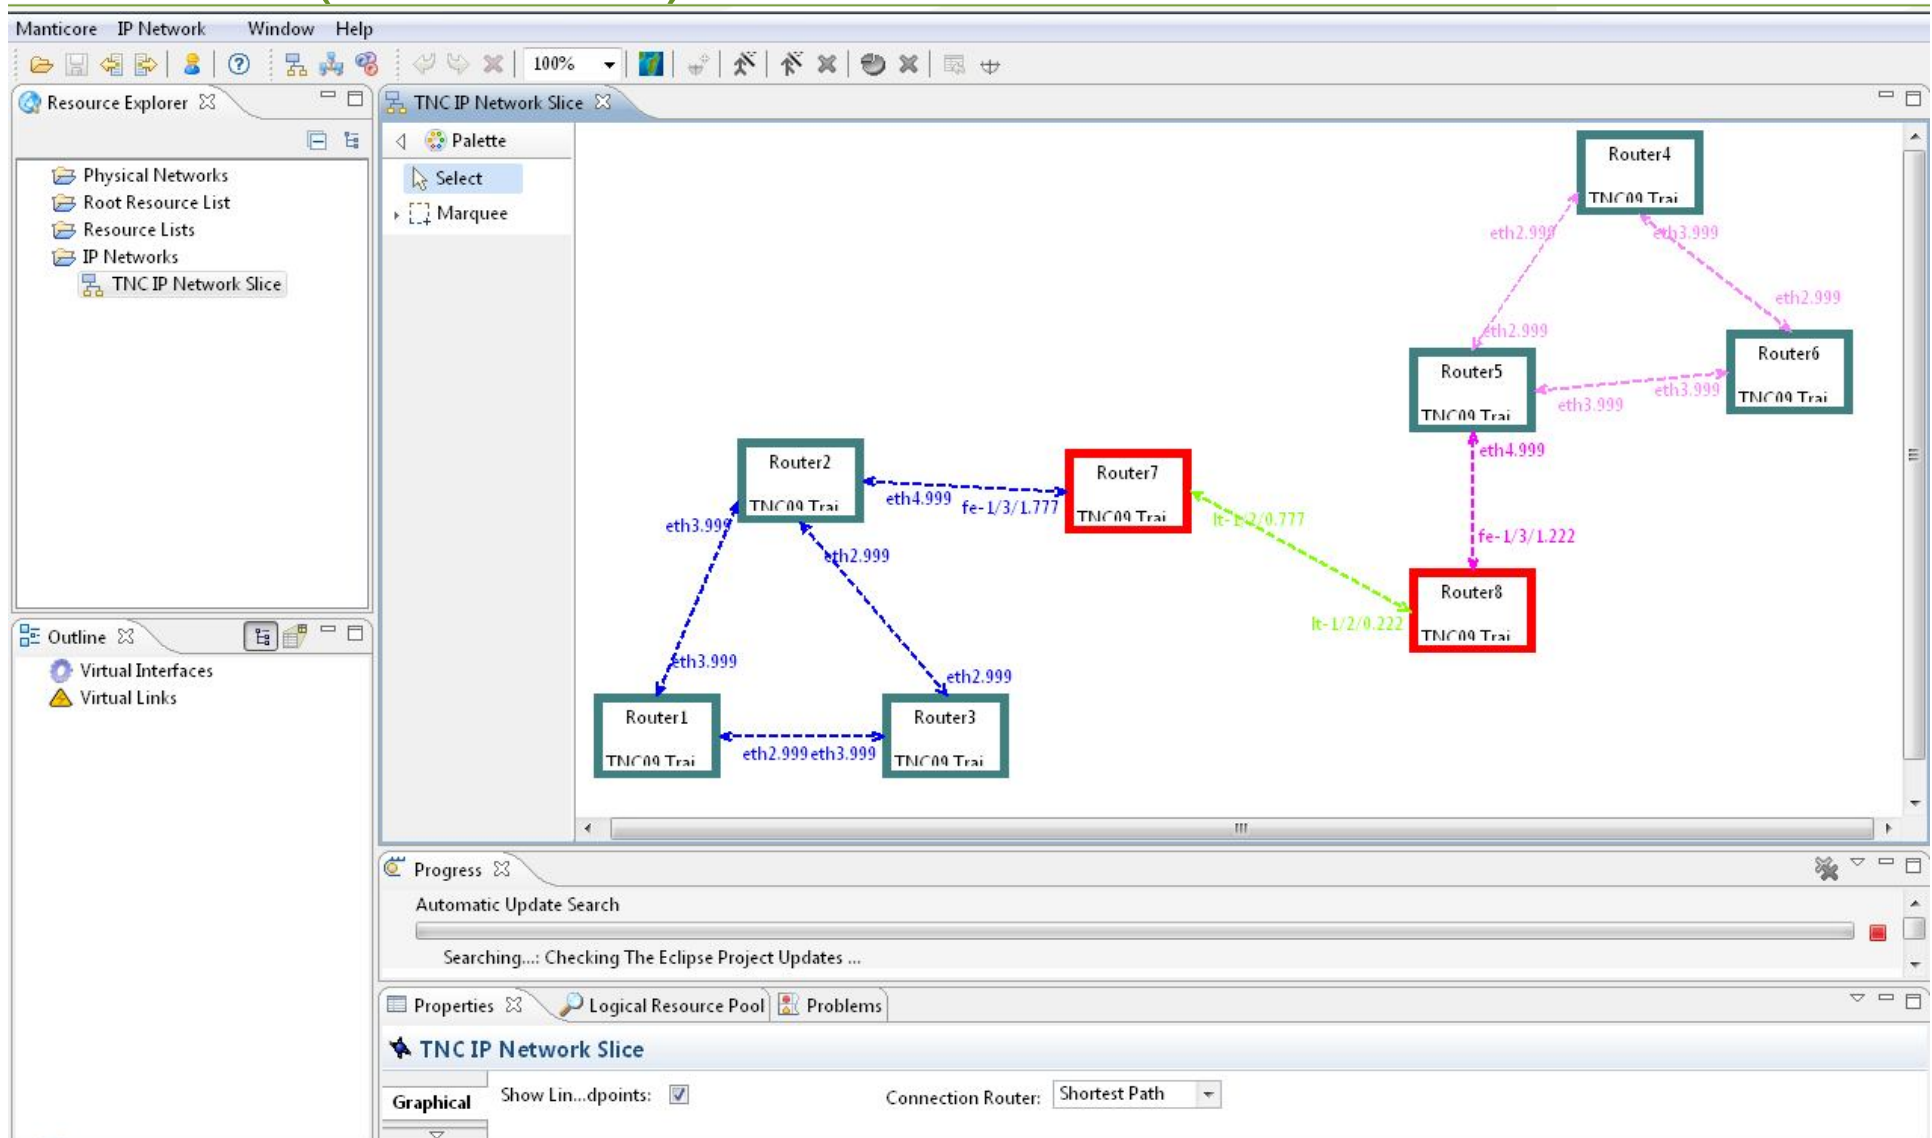 Manticore IP Network Window Help
100%
Resource Explorer
Physical Networks
Root Resource List
Resource Lists
IP Networks
TNC IP Network Slice
Outline
Virtual Interfaces
Virtual Links
TNC IP Network Slice
Palette
Select
Marquee
Router4
TNC09 Trai
eth2.999
eth3.999
eth2.999
eth2.999
Router6
TNC09 Trai
Router5
TNC09 Trai
eth3.999
eth3.999
eth4.999
fe-1/3/1.222
Router2
TNC09 Trai
eth4.999
fe-1/3/1.777
Router7
TNC09 Trai
lt-1/2/0.777
lt-1/2/0.222
Router8
TNC09 Trai
eth3.999
eth2.999
eth3.999
eth2.999
Router1
TNC09 Trai
eth2.999
eth3.999
Router3
TNC09 Trai
Progress
Automatic Update Search
Searching...: Checking The Eclipse Project Updates ...
Properties
Logical Resource Pool
Problems
TNC IP Network Slice
Graphical
Show Lin...dpoints:
Connection Router: Shortest Path